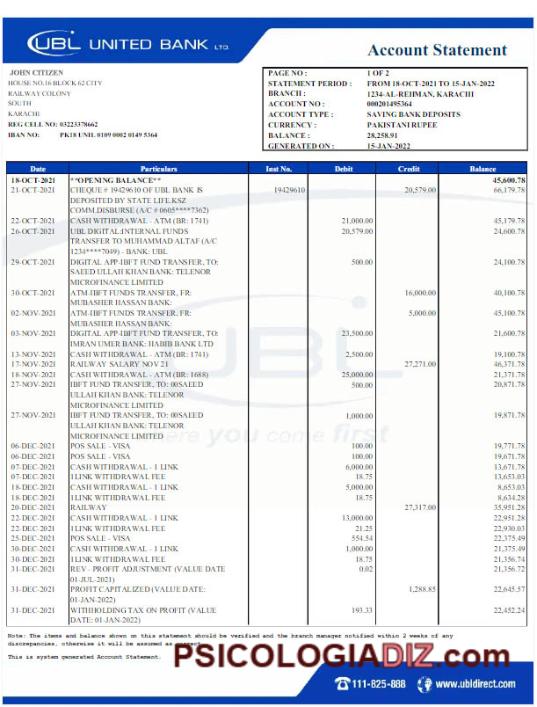 UBL UNITED BANK LTD.
Account Statement
JOHN CITIZEN
HOUSE NO.16 BLOCK 62 CITY
RAILWAY COLONY
SOUTH
KARACHI
REG CELL NO: 03223378662
IBAN NO: PK18 UNIL 0109 0002 0149 5364
PAGE NO : 1 OF 2
STATEMENT PERIOD : FROM 18-OCT-2021 TO 15-JAN-2022
BRANCH : 1234-AL-REHMAN, KARACHI
ACCOUNT NO : 000201495364
ACCOUNT TYPE : SAVING BANK DEPOSITS
CURRENCY : PAKISTANI RUPEE
BALANCE : 28,258.91
GENERATED ON : 15-JAN-2022
Date Particulars Inst No. Debit Credit Balance
18-OCT-2021 **OPENING BALANCE** 45,600.78
21-OCT-2021 CHEQUE # 19429610 OF UBL BANK IS 19429610 20,579.00 66,179.78
DEPOSITED BY STATE LIFE.KSZ
COMM.DISBURSE (A/C # 0605****7362)
22-OCT-2021 CASH WITHDRAWAL - ATM (BR: 1741) 21,000.00 45,179.78
26-OCT-2021 UBL DIGITAL:INTERNAL FUNDS 20,579.00 24,600.78
TRANSFER TO MUHAMMAD ALTAF (A/C
1234****7049) - BANK: UBL
29-OCT-2021 DIGITAL APP-IBFT FUND TRANSFER, TO: 500.00 24,100.78
SAEED ULLAH KHAN BANK: TELENOR
MICROFINANCE LIMITED
30-OCT-2021 ATM-IBFT FUNDS TRANSFER, FR: 16,000.00 40,100.78
MUBASHER HASSAN BANK:
02-NOV-2021 ATM-IBFT FUNDS TRANSFER, FR: 5,000.00 45,100.78
MUBASHER HASSAN BANK:
03-NOV-2021 DIGITAL APP-IBFT FUND TRANSFER, TO: 23,500.00 21,600.78
IMRAN UMER BANK: HABIB BANK LTD
13-NOV-2021 CASH WITHDRAWAL - ATM (BR: 1741) 2,500.00 19,100.78
17-NOV-2021 RAILWAY SALARY NOV 21 27,271.00 46,371.78
18-NOV-2021 CASH WITHDRAWAL - ATM (BR: 1688) 25,000.00 21,371.78
27-NOV-2021 IBFT FUND TRANSFER, TO: 00SAEED 500.00 20,871.78
ULLAH KHAN BANK: TELENOR
MICROFINANCE LIMITED
27-NOV-2021 IBFT FUND TRANSFER, TO: 00SAEED 1,000.00 19,871.78
ULLAH KHAN BANK: TELENOR
MICROFINANCE LIMITED
where you come first
06-DEC-2021 POS SALE - VISA 100.00 19,771.78
06-DEC-2021 POS SALE - VISA 100.00 19,671.78
07-DEC-2021 CASH WITHDRAWAL - 1 LINK 6,000.00 13,671.78
07-DEC-2021 1LINK WITHDRAWAL FEE 18.75 13,653.03
18-DEC-2021 CASH WITHDRAWAL - 1 LINK 5,000.00 8,653.03
18-DEC-2021 1LINK WITHDRAWAL FEE 18.75 8,634.28
20-DEC-2021 RAILWAY 27,317.00 35,951.28
22-DEC-2021 CASH WITHDRAWAL - 1 LINK 13,000.00 22,951.28
22-DEC-2021 1LINK WITHDRAWAL FEE 21.25 22,930.03
25-DEC-2021 POS SALE - VISA 554.54 22,375.49
30-DEC-2021 CASH WITHDRAWAL - 1 LINK 1,000.00 21,375.49
30-DEC-2021 1LINK WITHDRAWAL FEE 18.75 21,356.74
31-DEC-2021 REV - PROFIT ADJUSTMENT (VALUE DATE 0.02 21,356.72
01-JUL-2021)
31-DEC-2021 PROFIT CAPITALIZED (VALUE DATE: 1,288.85 22,645.57
01-JAN-2022)
31-DEC-2021 WITHHOLDING TAX ON PROFIT (VALUE 193.33 22,452.24
DATE: 01-JAN-2022)
UBL
Note: The items and balance shown on this statement should be verified and the branch manager notified within 2 weeks of any
discrepancies, otherwise it will be assumed as
This is system generated Account Statement.
PSICOLOGIADIZ.com
111-825-888 www.ubldirect.com